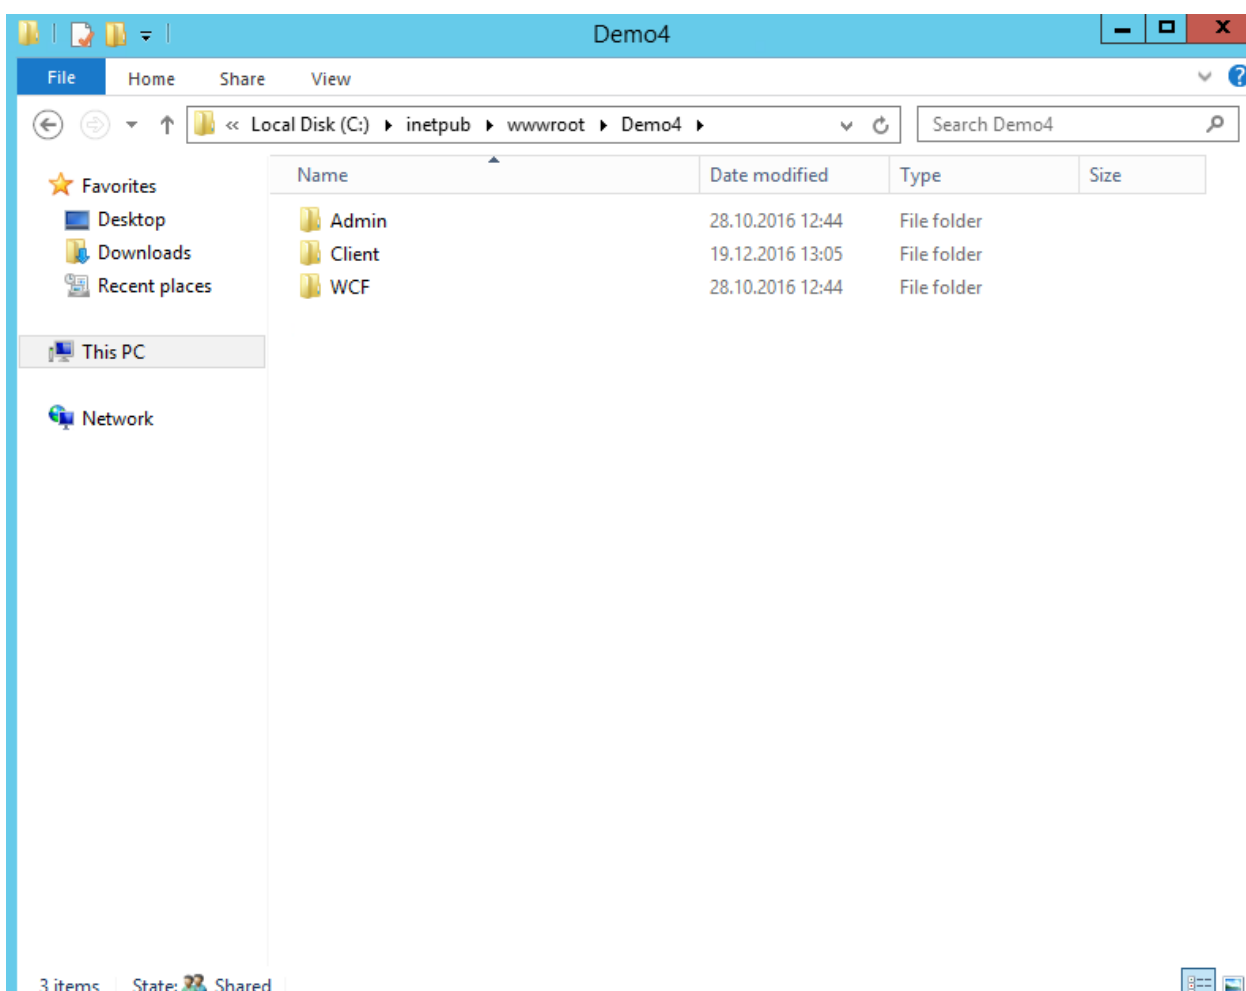 Demo4
File Home Share View
« Local Disk (C:) inetpub wwwroot Demo4 Search Demo4
Name Date modified Type Size
Favorites
Desktop
Downloads
Recent places
This PC
Network
Admin 28.10.2016 12:44 File folder
Client 19.12.2016 13:05 File folder
WCF 28.10.2016 12:44 File folder
3 items State: Shared